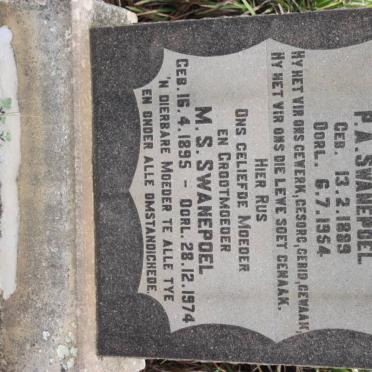 P.A. SWANEPOEL
GEB. 13.2.1889
OORL. 6.7.1954
HY HET VIR ONS GEWERK, GESORG, GEBID, GEWAAK
HY HET VIR ONS DIE LEWE SOET GEMAAK.
HIER RUS
ONS GELIEFDE MOEDER
EN GROOTMOEDER
M. S. SWANEPOEL
GEB. 16.4.1895 - OORL. 28.12.1974
'N DIERBARE MOEDER TE ALLE TYE
EN ONDER ALLE OMSTANDIGHEDE.